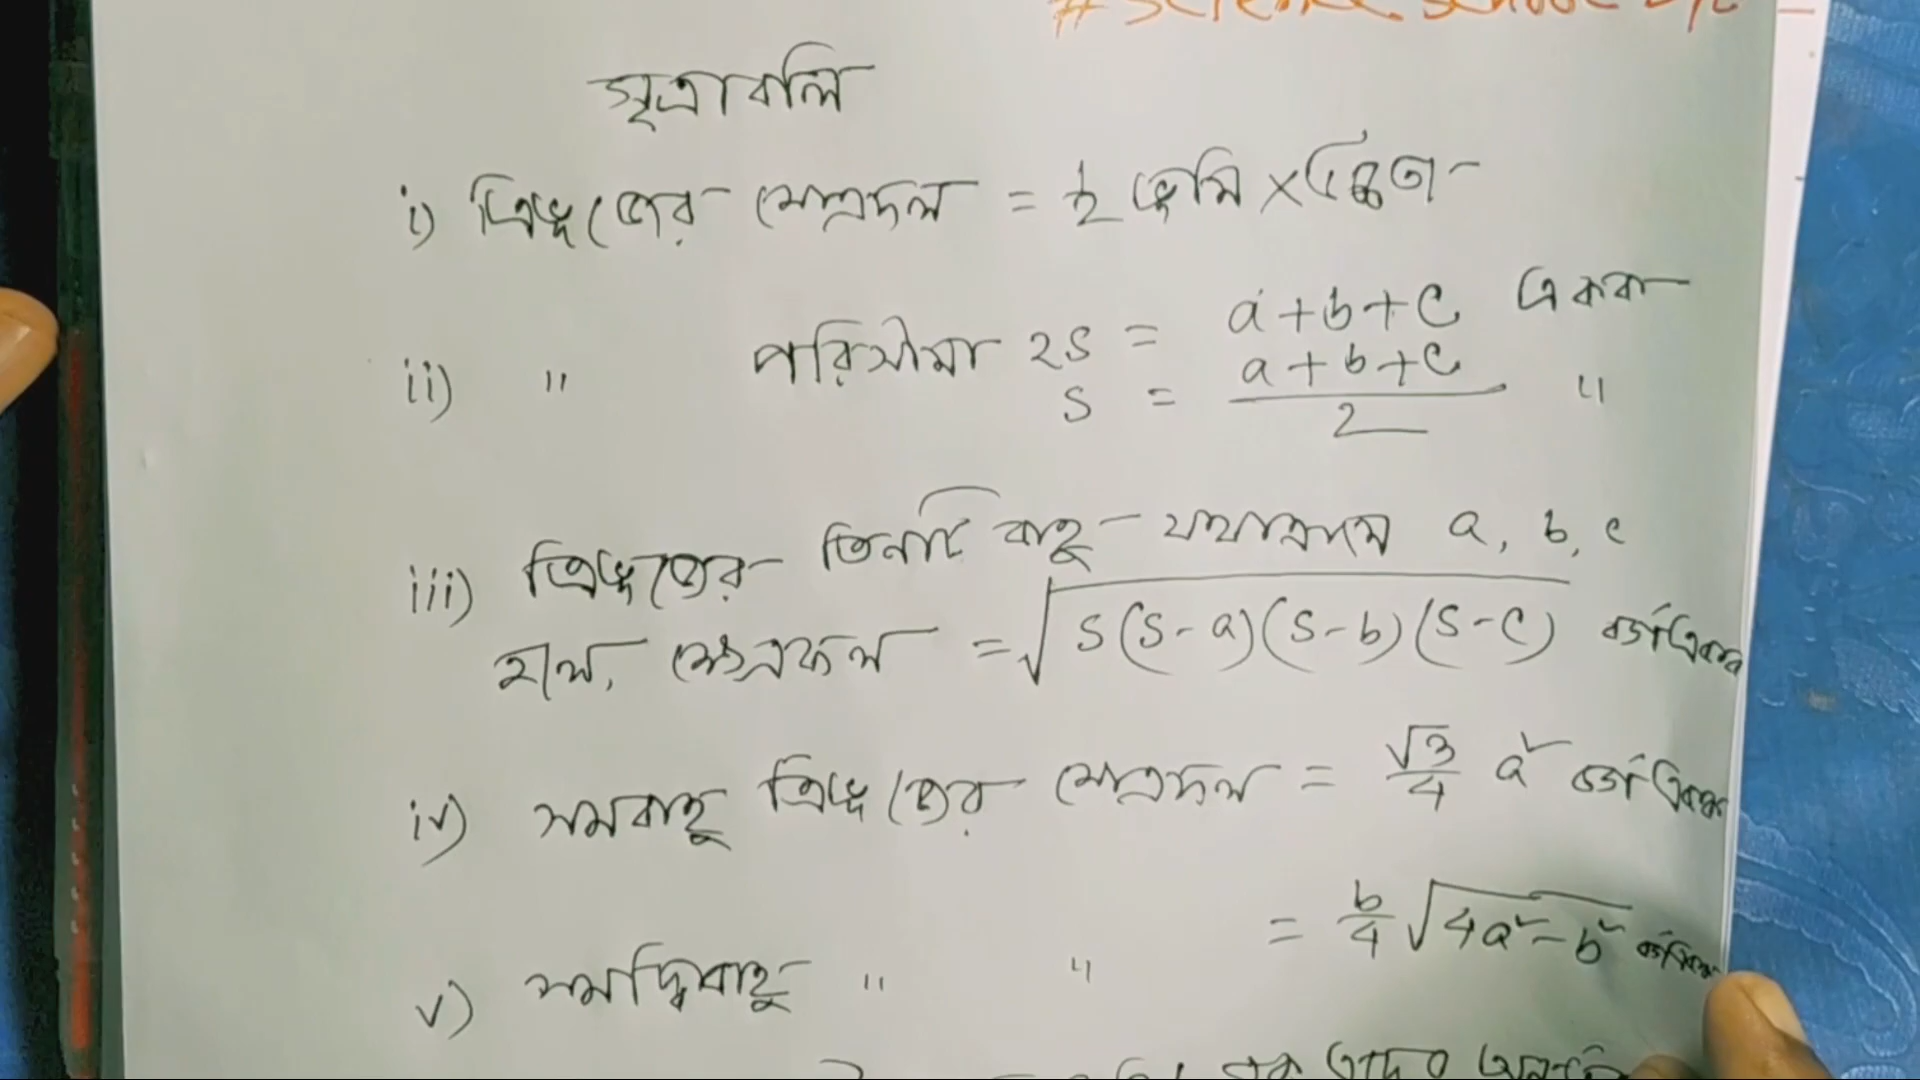 সূত্রাবলি
i) ত্রিভুজের ক্ষেত্রফল = ½ ভূমি × উচ্চতা
ii) " পরিসীমা 2S = a+b+c একক
S = (a+b+c)/2 "
iii) ত্রিভুজের তিনটি বাহু যথাক্রমে a, b, c
হলে, ক্ষেত্রফল = √(S(S-a)(S-b)(S-c)) বর্গএকক
iv) সমবাহু ত্রিভুজের ক্ষেত্রফল = √3/4 a² বর্গএকক
v) সমদ্বিবাহু " " = b/4 √(4a²-b²) বর্গএকক